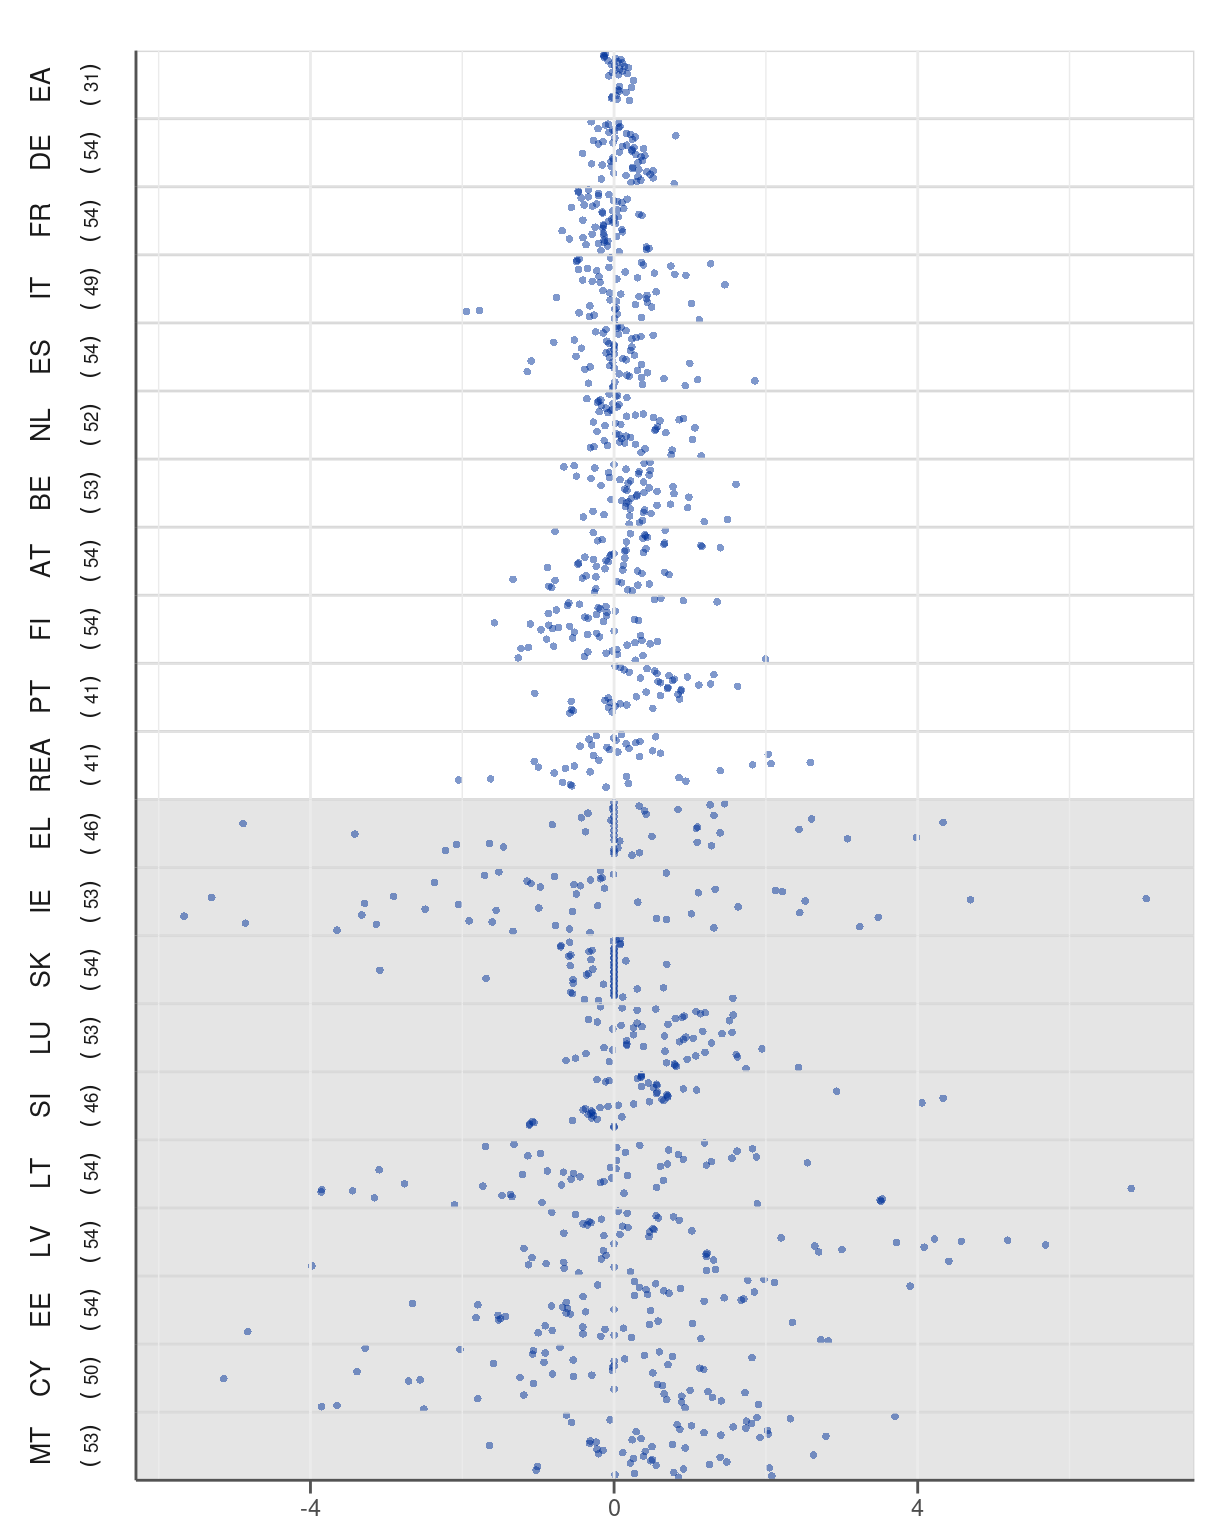 EA ( 31)
DE ( 54)
FR ( 54)
IT ( 49)
ES ( 54)
NL ( 52)
BE ( 53)
AT ( 54)
FI ( 54)
PT ( 41)
REA ( 41)
EL ( 46)
IE ( 53)
SK ( 54)
LU ( 53)
SI ( 46)
LT ( 54)
LV ( 54)
EE ( 54)
CY ( 50)
MT ( 53)
-4 0 4